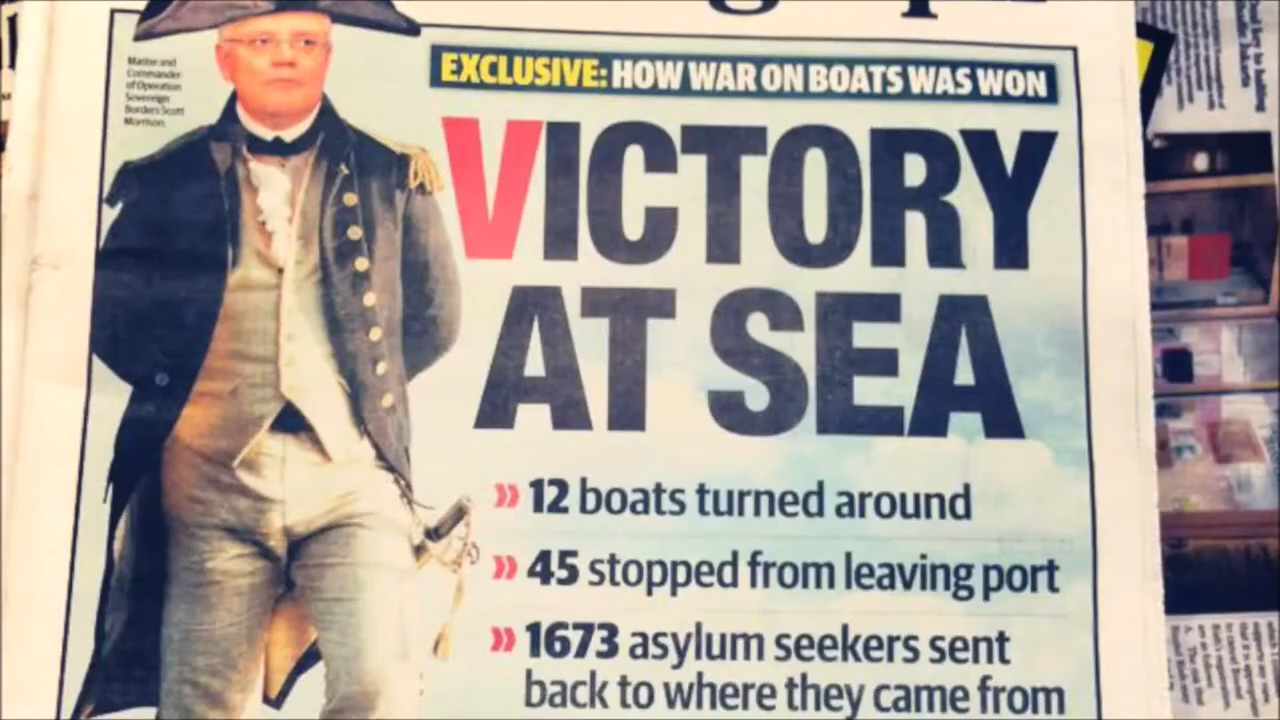 Master and
Commander
of Operation
Sovereign
Borders Scott
Morrison.
EXCLUSIVE: HOW WAR ON BOATS WAS WON
VICTORY
AT SEA
» 12 boats turned around
» 45 stopped from leaving port
» 1673 asylum seekers sent
back to where they came from